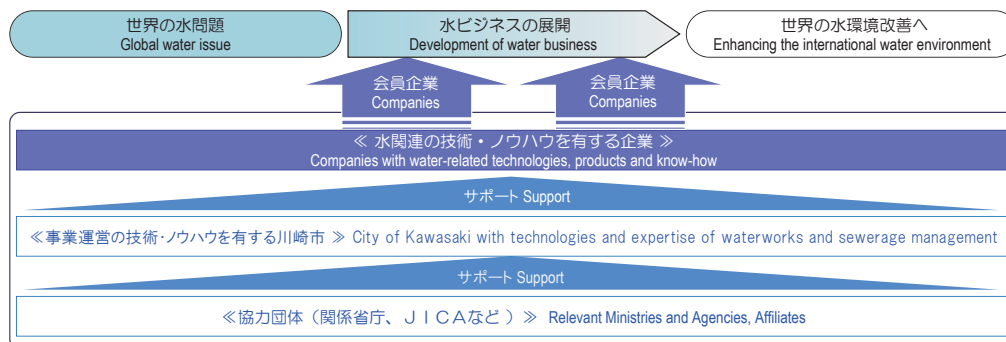 世界の水問題
Global water issue
水ビジネスの展開
Development of water business
世界の水環境改善へ
Enhancing the international water environment
会員企業
Companies
会員企業
Companies
≪ 水関連の技術・ノウハウを有する企業 ≫
Companies with water-related technologies, products and know-how
サポート Support
≪事業運営の技術・ノウハウを有する川崎市 ≫ City of Kawasaki with technologies and expertise of waterworks and sewerage management
サポート Support
≪協力団体（関係省庁、ＪＩＣＡなど ）≫ Relevant Ministries and Agencies, Affiliates